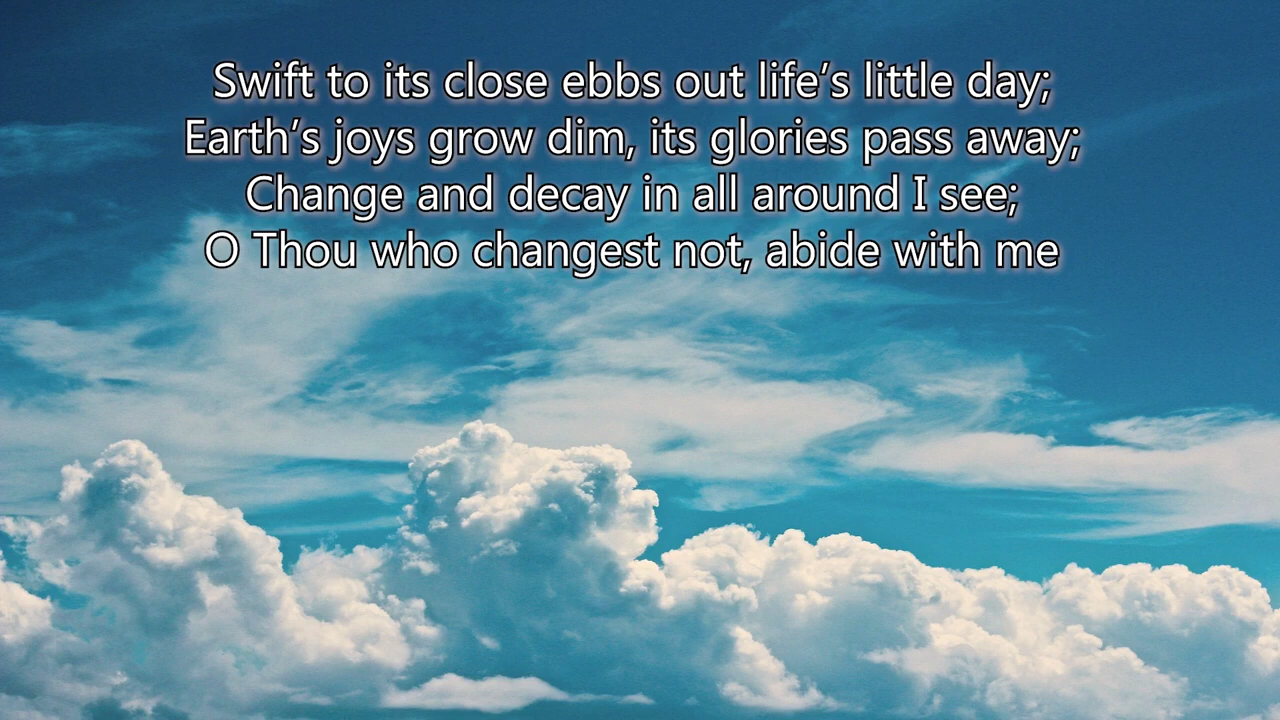 Swift to its close ebbs out life’s little day;
Earth’s joys grow dim, its glories pass away;
Change and decay in all around I see;
O Thou who changest not, abide with me